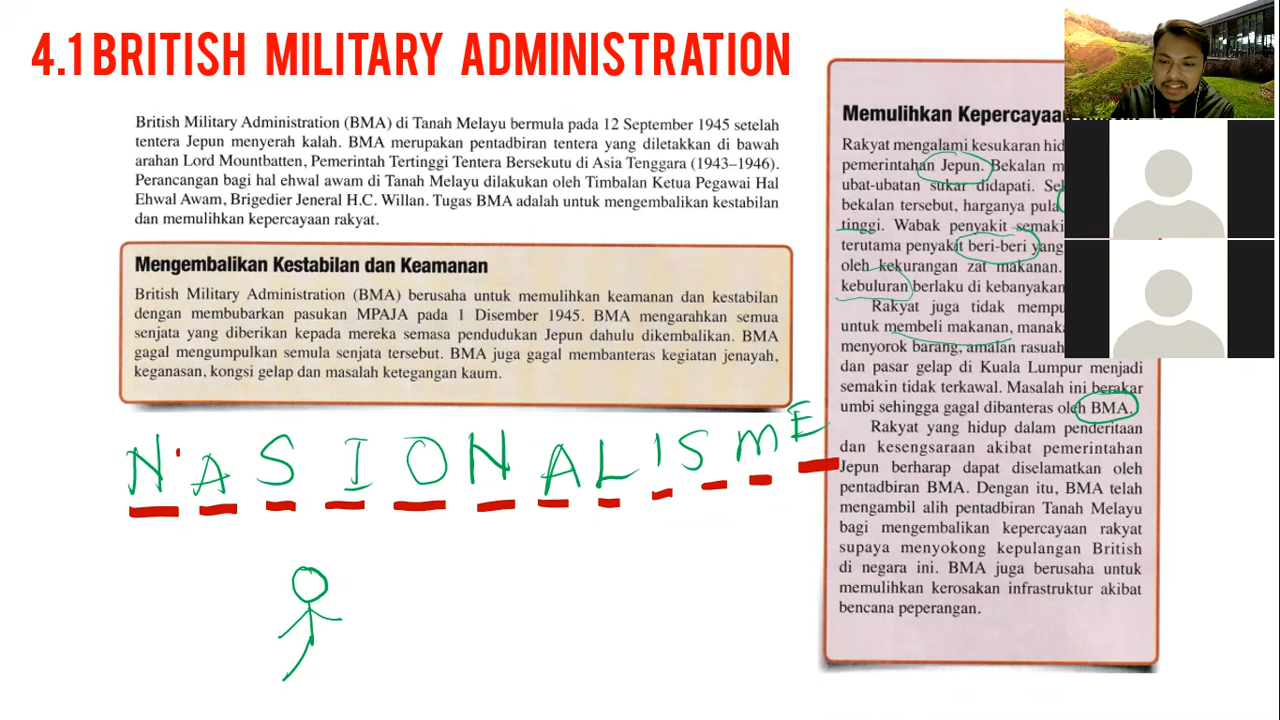 4.1 BRITISH MILITARY ADMINISTRATION
British Military Administration (BMA) di Tanah Melayu bermula pada 12 September 1945 setelah
tentera Jepun menyerah kalah. BMA merupakan pentadbiran tentera yang diletakkan di bawah
arahan Lord Mountbatten, Pemerintah Tertinggi Tentera Bersekutu di Asia Tenggara (1943–1946).
Perancangan bagi hal ehwal awam di Tanah Melayu dilakukan oleh Timbalan Ketua Pegawai Hal
Ehwal Awam, Brigedier Jeneral H.C. Willan. Tugas BMA adalah untuk mengembalikan kestabilan
dan memulihkan kepercayaan rakyat.
Mengembalikan Kestabilan dan Keamanan
British Military Administration (BMA) berusaha untuk memulihkan keamanan dan kestabilan
dengan membubarkan pasukan MPAJA pada 1 Disember 1945. BMA mengarahkan semua
senjata yang diberikan kepada mereka semasa pendudukan Jepun dahulu dikembalikan. BMA
gagal mengumpulkan semula senjata tersebut. BMA juga gagal membanteras kegiatan jenayah,
keganasan, kongsi gelap dan masalah ketegangan kaum.
NASIONALISME
Memulihkan Kepercayaa
Rakyat mengalami kesukaran hid
pemerintahan Jepun. Bekalan m
ubat-ubatan sukar didapati. Se
bekalan tersebut, harganya pula
tinggi. Wabak penyakit semaki
terutama penyakit beri-beri yang
oleh kekurangan zat makanan.
kebuluran berlaku di kebanyakan
Rakyat juga tidak mempu
untuk membeli makanan, manaka
menyorok barang, amalan rasuah
dan pasar gelap di Kuala Lumpur menjadi
semakin tidak terkawal. Masalah ini berakar
umbi sehingga gagal dibanteras oleh BMA.
Rakyat yang hidup dalam penderitaan
dan kesengsaraan akibat pemerintahan
Jepun berharap dapat diselamatkan oleh
pentadbiran BMA. Dengan itu, BMA telah
mengambil alih pentadbiran Tanah Melayu
bagi mengembalikan kepercayaan rakyat
supaya menyokong kepulangan British
di negara ini. BMA juga berusaha untuk
memulihkan kerosakan infrastruktur akibat
bencana peperangan.